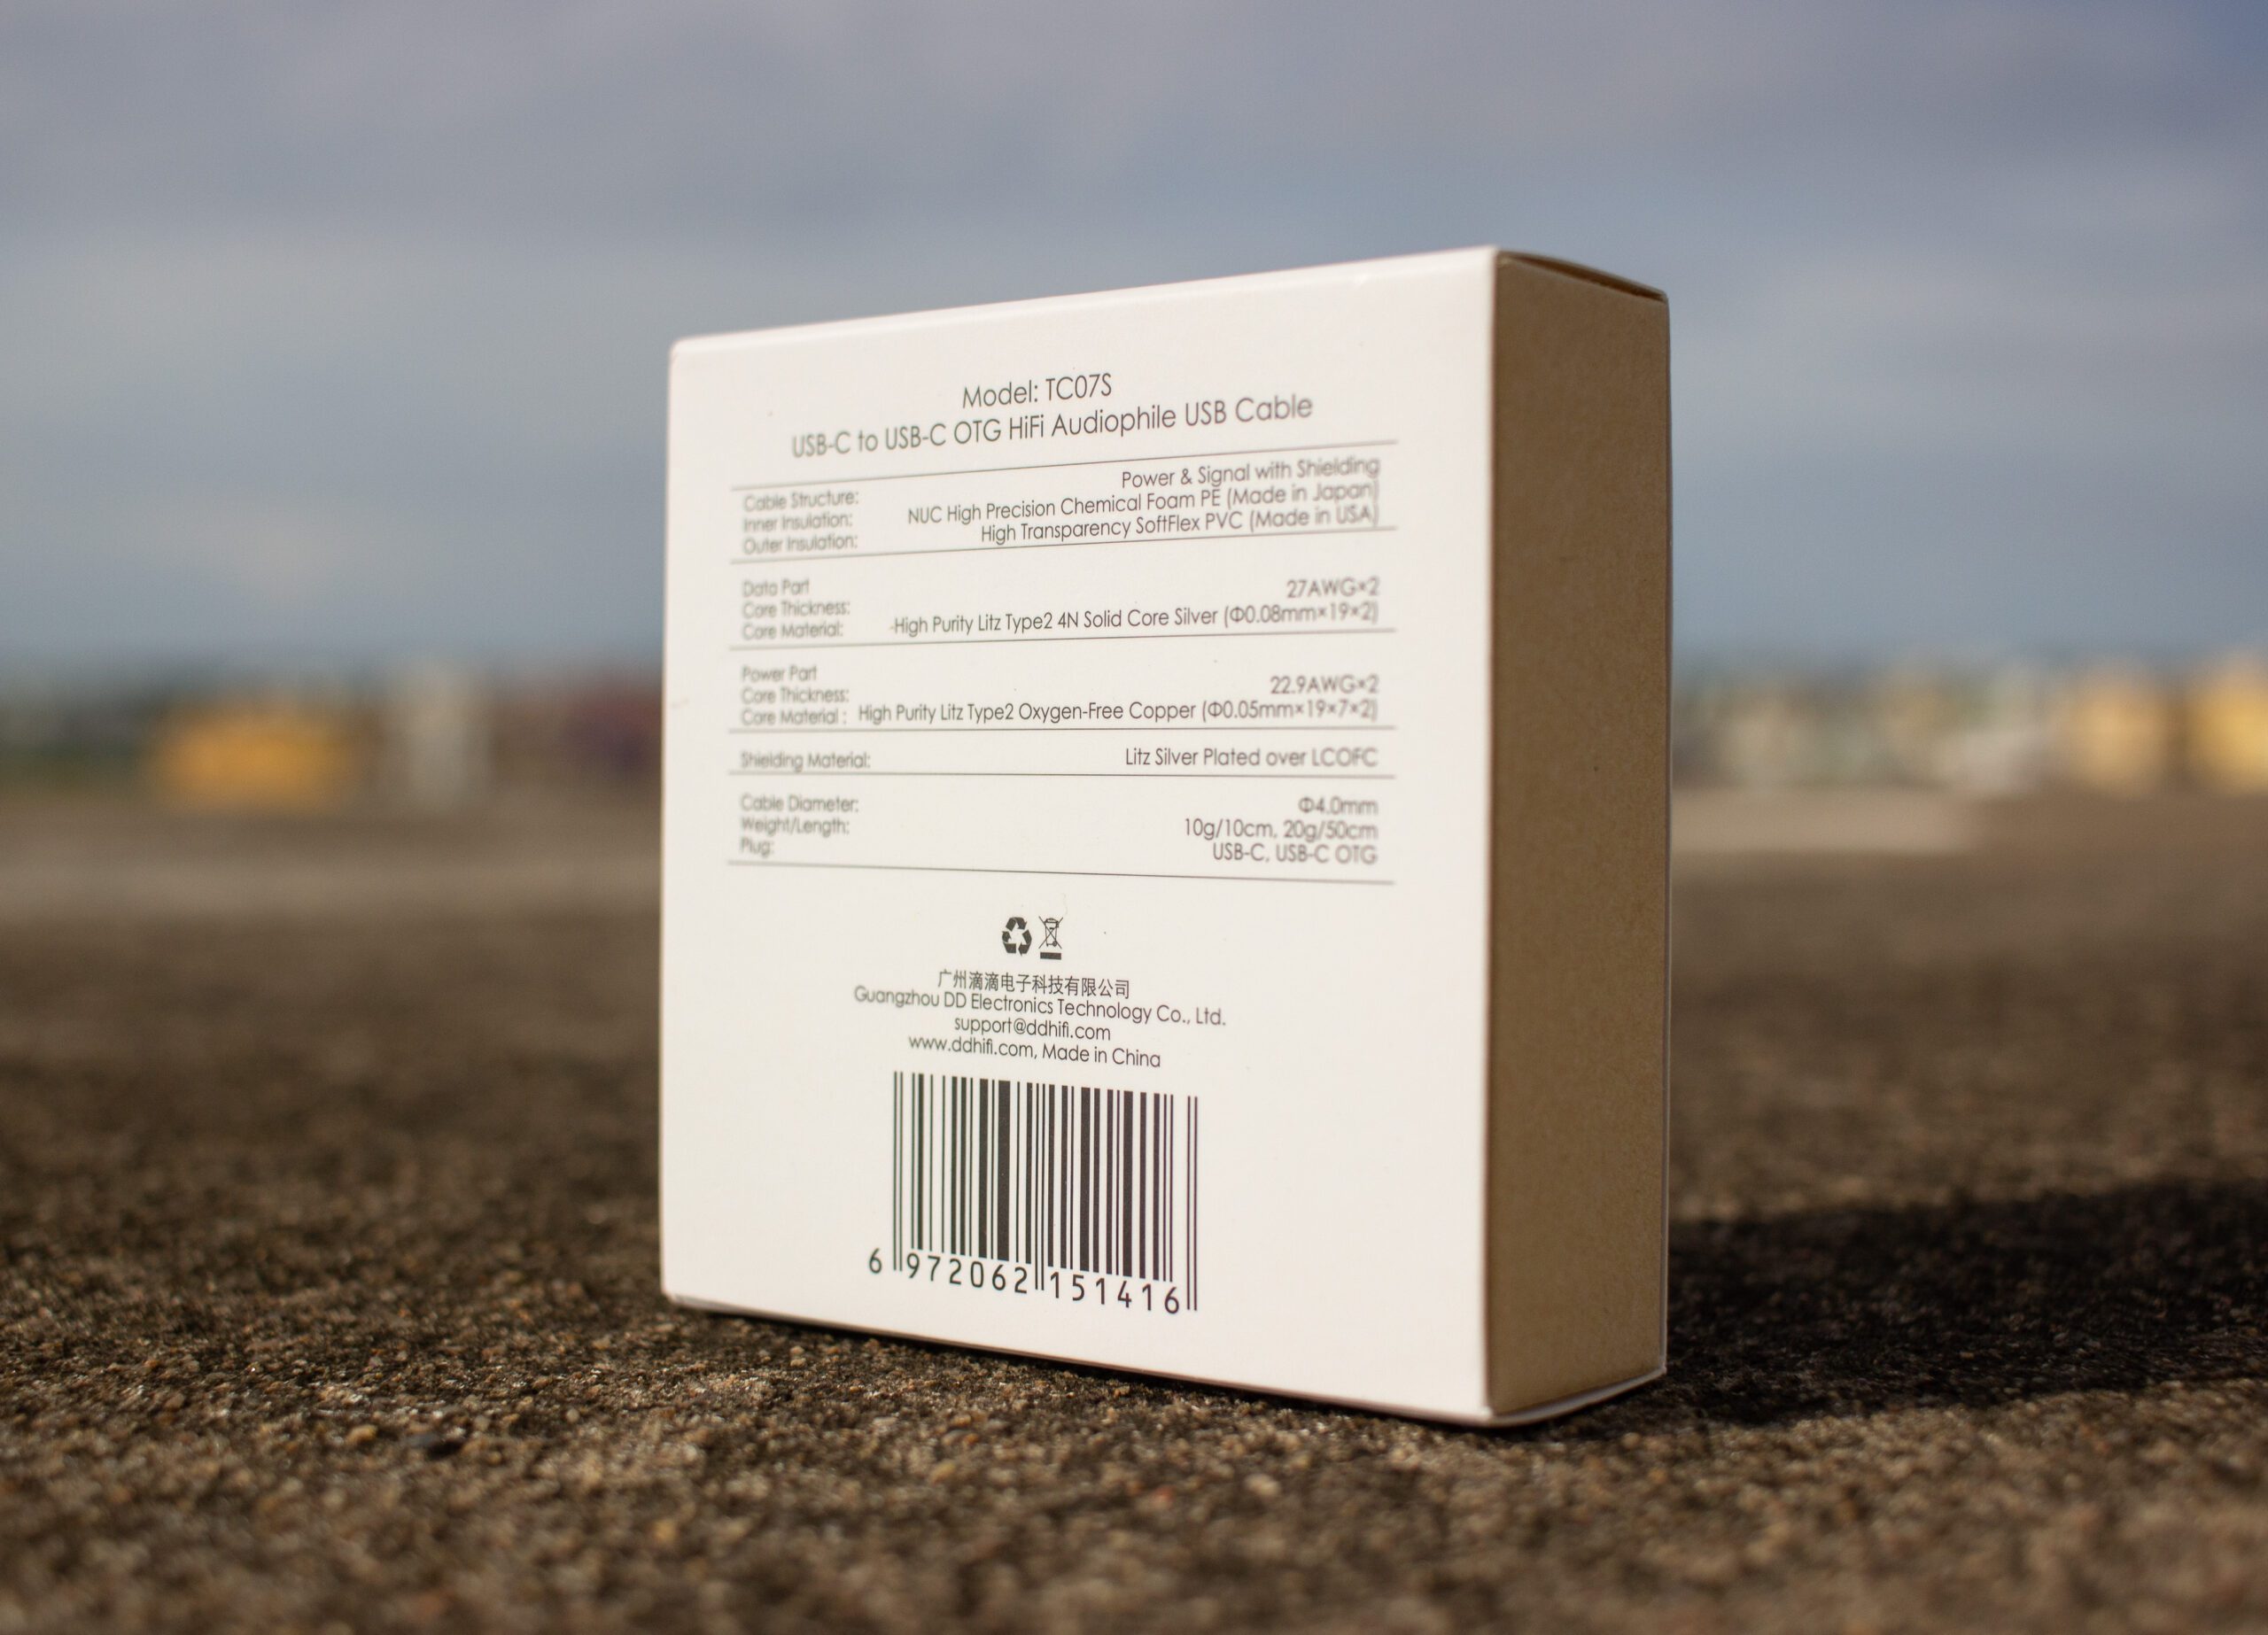 Model: TC07S
USB-C to USB-C OTG HiFi Audiophile USB Cable
Cable Structure: Power & Signal with Shielding
Inner Insulation: NUC High Precision Chemical Foam PE (Made in Japan)
Outer Insulation: High Transparency SoftFlex PVC (Made in USA)
Data Part
Core Thickness: 27AWG×2
Core Material: High Purity Litz Type2 4N Solid Core Silver (Φ0.08mm×19×2)
Power Part
Core Thickness: 22.9AWG×2
Core Material : High Purity Litz Type2 Oxygen-Free Copper (Φ0.05mm×19×7×2)
Shielding Material: Litz Silver Plated over LCOFC
Cable Diameter: Φ4.0mm
Weight/Length: 10g/10cm, 20g/50cm
Plug: USB-C, USB-C OTG
广州滴滴电子科技有限公司
Guangzhou DD Electronics Technology Co., Ltd.
support@ddhifi.com
www.ddhifi.com, Made in China
6 972062 151416